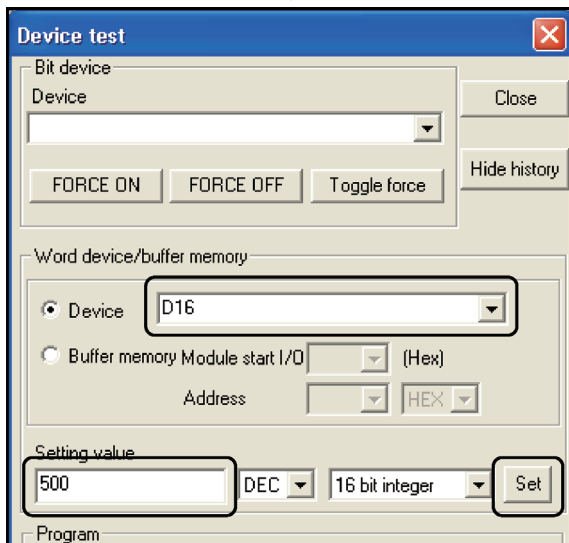 Device test
Bit device
Device
Close
FORCE ON FORCE OFF Toggle force
Hide history
Word device/buffer memory
Device D16
Buffer memory Module start I/O (Hex)
Address HEX
Setting value
500 DEC 16 bit integer Set
Program